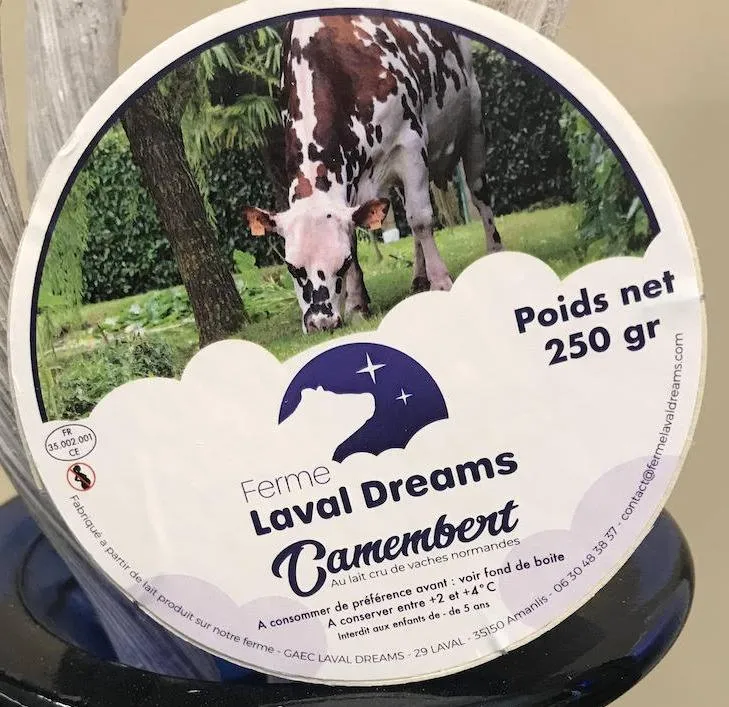 Poids net
250 gr
FR
35.002.001
CE
Ferme
Laval Dreams
Camembert
Au lait cru de vaches normandes
A consommer de préférence avant : voir fond de boite
A conserver entre +2 et +4°C
Interdit aux enfants de - de 5 ans
Fabriqué a partir de lait produit sur notre ferme - GAEC LAVAL DREAMS - 29 LAVAL - 35150 Amanlis - 06 30 48 38 37 - contact@fermelavaldreams.com